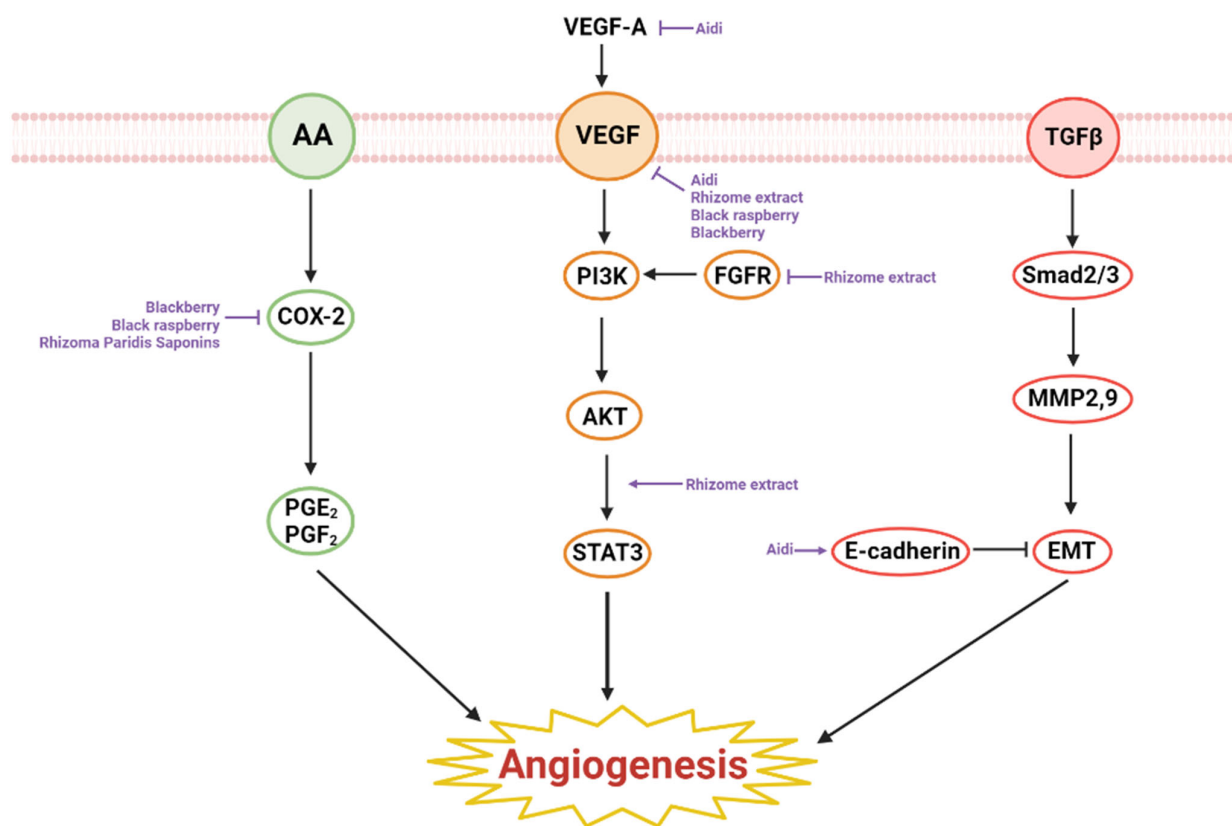 VEGF-A
Aidi
AA
VEGF
TGFβ
Aidi
Rhizome extract
Black raspberry
Blackberry
PI3K
FGFR
Rhizome extract
Smad2/3
Blackberry
Black raspberry
Rhizoma Paridis Saponins
COX-2
MMP2,9
AKT
Rhizome extract
PGE₂
PGF₂
STAT3
Aidi
E-cadherin
EMT
Angiogenesis